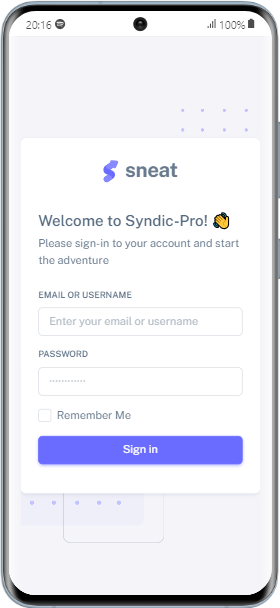 20:16 100%
sneat
Welcome to Syndic-Pro! 👋
Please sign-in to your account and start
the adventure
EMAIL OR USERNAME
Enter your email or username
PASSWORD
············
Remember Me
Sign in